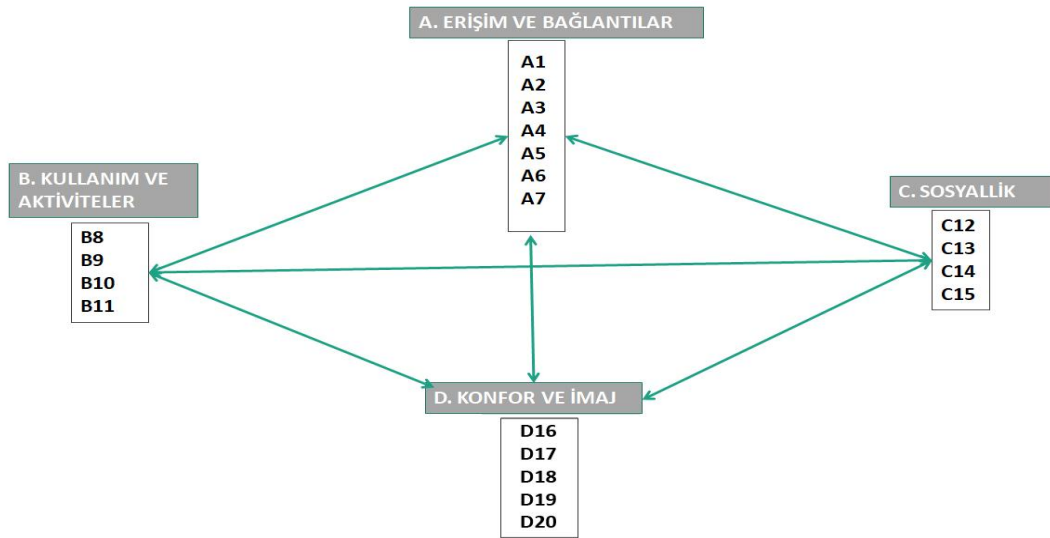 A. ERİŞİM VE BAĞLANTILAR
A1
A2
A3
A4
A5
A6
A7
B. KULLANIM VE
AKTİVİTELER
B8
B9
B10
B11
C. SOSYALLİK
C12
C13
C14
C15
D. KONFOR VE İMAJ
D16
D17
D18
D19
D20